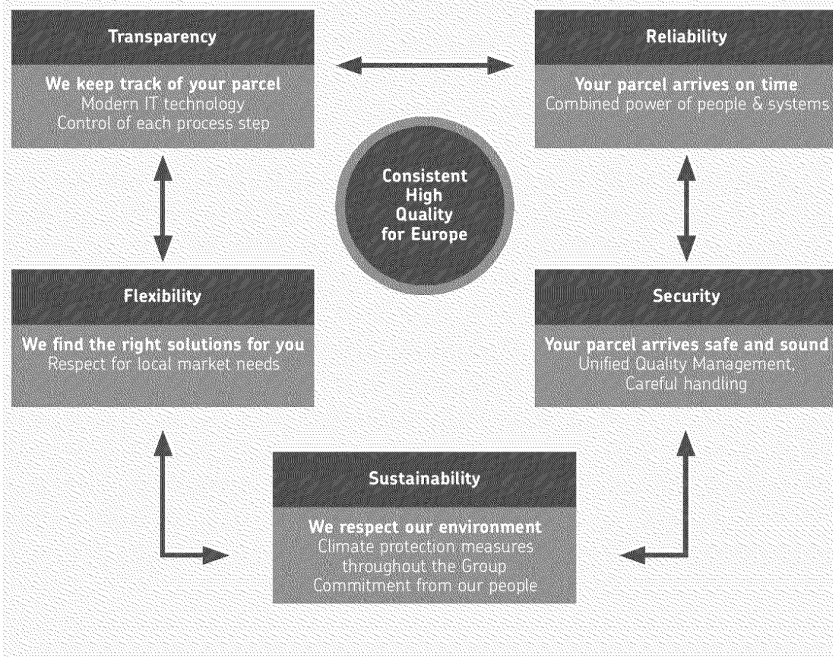 Transparency
We keep track of your parcel
Modern IT technology
Control of each process step
Reliability
Your parcel arrives on time
Combined power of people & systems
Consistent
High
Quality
for Europe
Flexibility
We find the right solutions for you
Respect for local market needs
Security
Your parcel arrives safe and sound
Unified Quality Management,
Careful handling
Sustainability
We respect our environment
Climate protection measures
throughout the Group
Commitment from our people